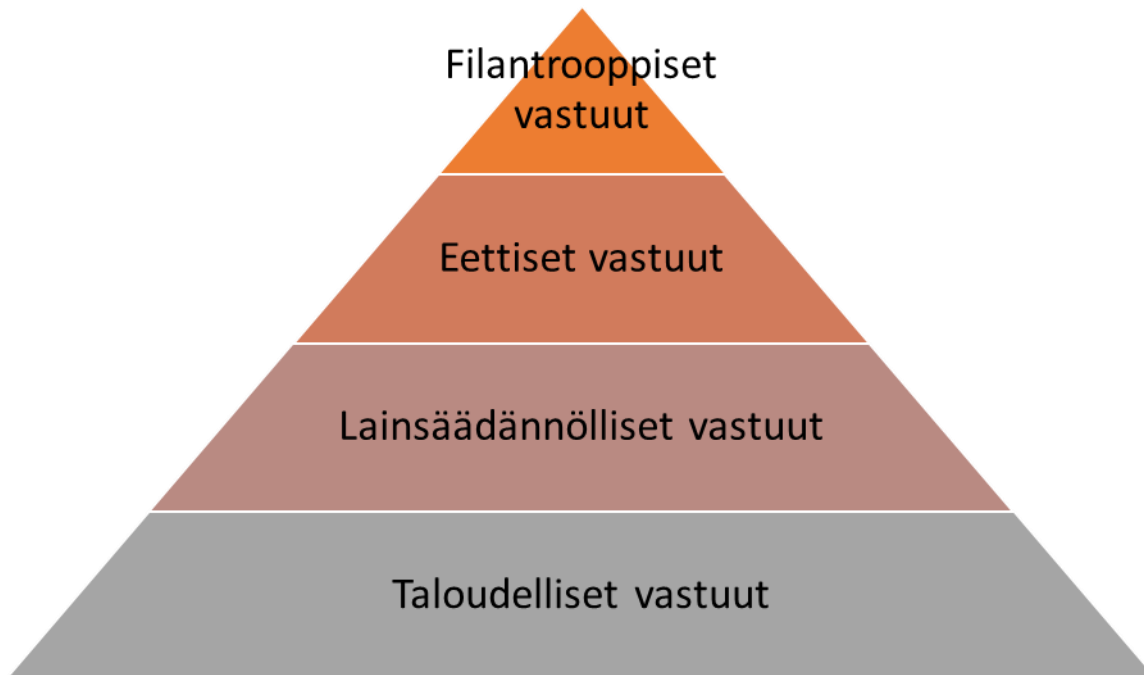 Filantrooppiset
vastuut
Eettiset vastuut
Lainsäädännölliset vastuut
Taloudelliset vastuut